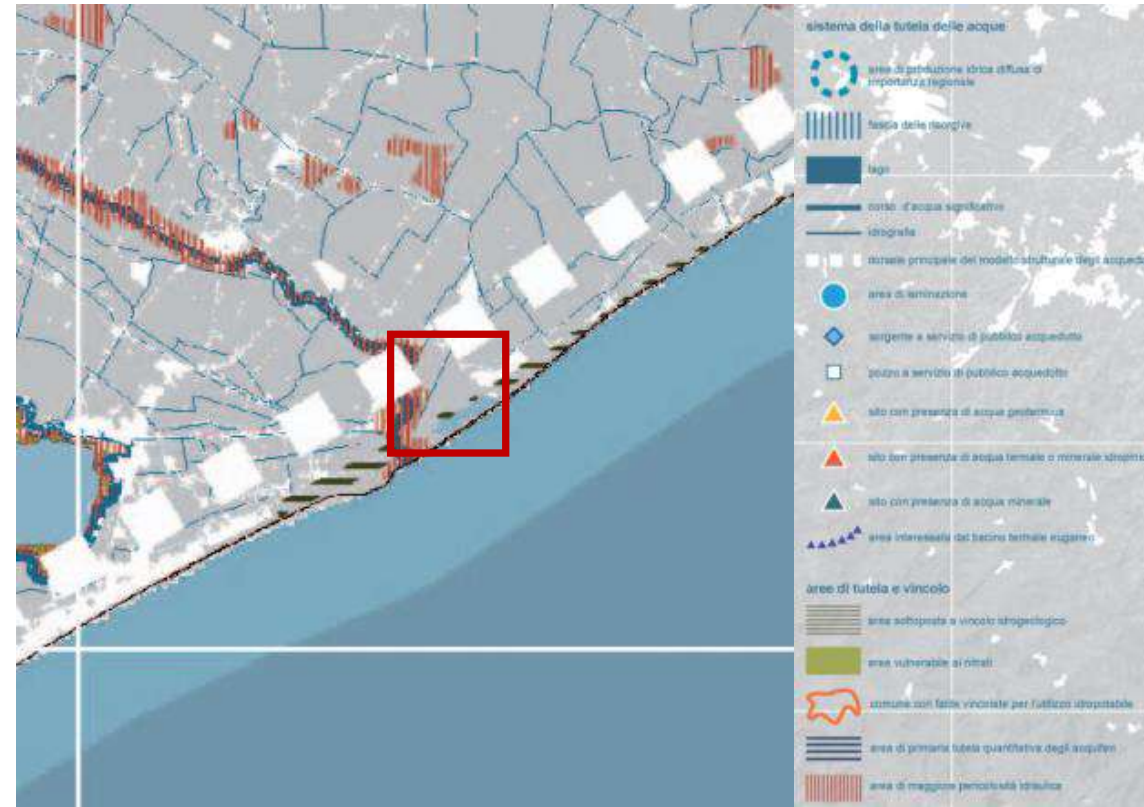 sistema della tutela delle acque
area di produzione idrica diffusa di
importanza regionale
fascia delle risorgive
lago
corso d'acqua significativo
idrografia
dorsale principale del modello strutturale degli acquedo
area di laminazione
sorgente a servizio di pubblico acquedotto
pozzo a servizio di pubblico acquedotto
sito con presenza di acqua geotermica
sito con presenza di acqua termale o minerale idropini
sito con presenza di acqua minerale
area interessata dal bacino termale euganeo
aree di tutela e vincolo
area sottoposta a vincolo idrogeologico
area vulnerabile ai nitrati
comune con falde vincolate per l'utilizzo idropotabile
area di primaria tutela quantitativa degli acquiferi
area di maggiore pericolosità idraulica